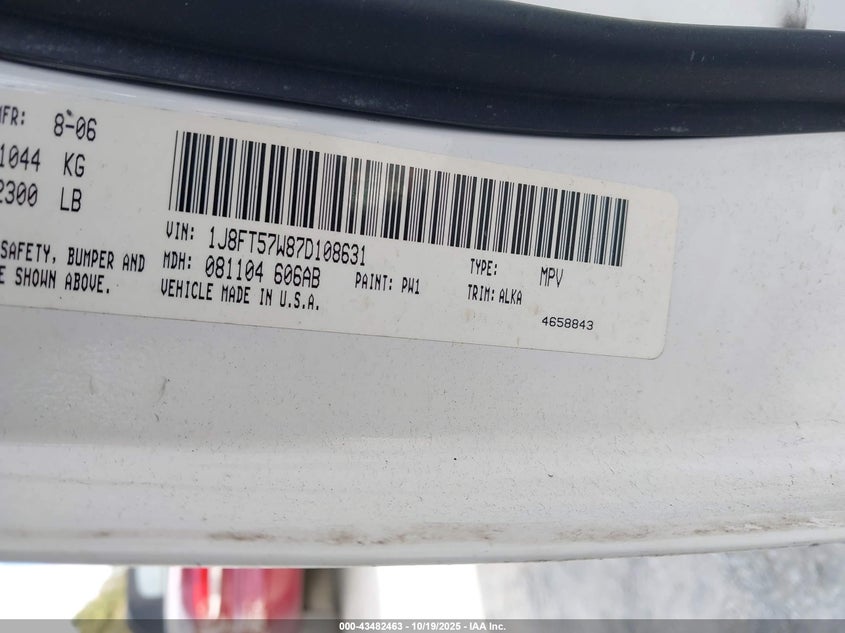 MFR: 8-06
1044 KG
2300 LB
SAFETY, BUMPER AND
SHOWN ABOVE.
VIN: 1J8FT57W87D108631
MDH: 081104 606AB
PAINT: PW1
VEHICLE MADE IN U.S.A.
TYPE: MPV
TRIM: ALKA
4658843
000-43482463 - 10/19/2025 - IAA Inc.